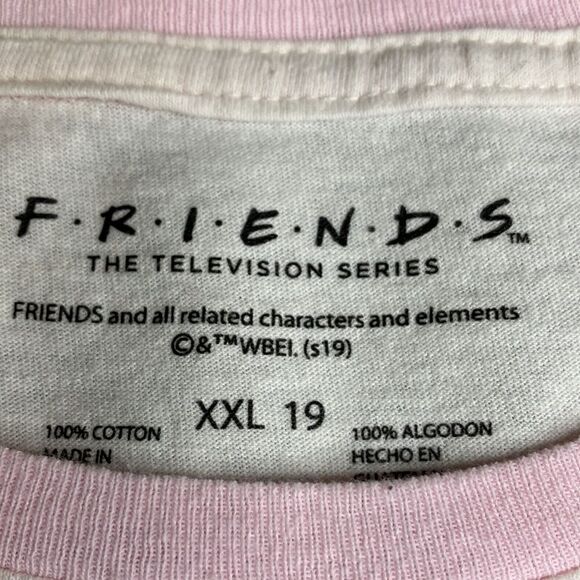 F·R·I·E·N·D·S™
THE TELEVISION SERIES
FRIENDS and all related characters and elements
©&™WBEI. (s19)
XXL 19
100% COTTON
MADE IN
100% ALGODON
HECHO EN